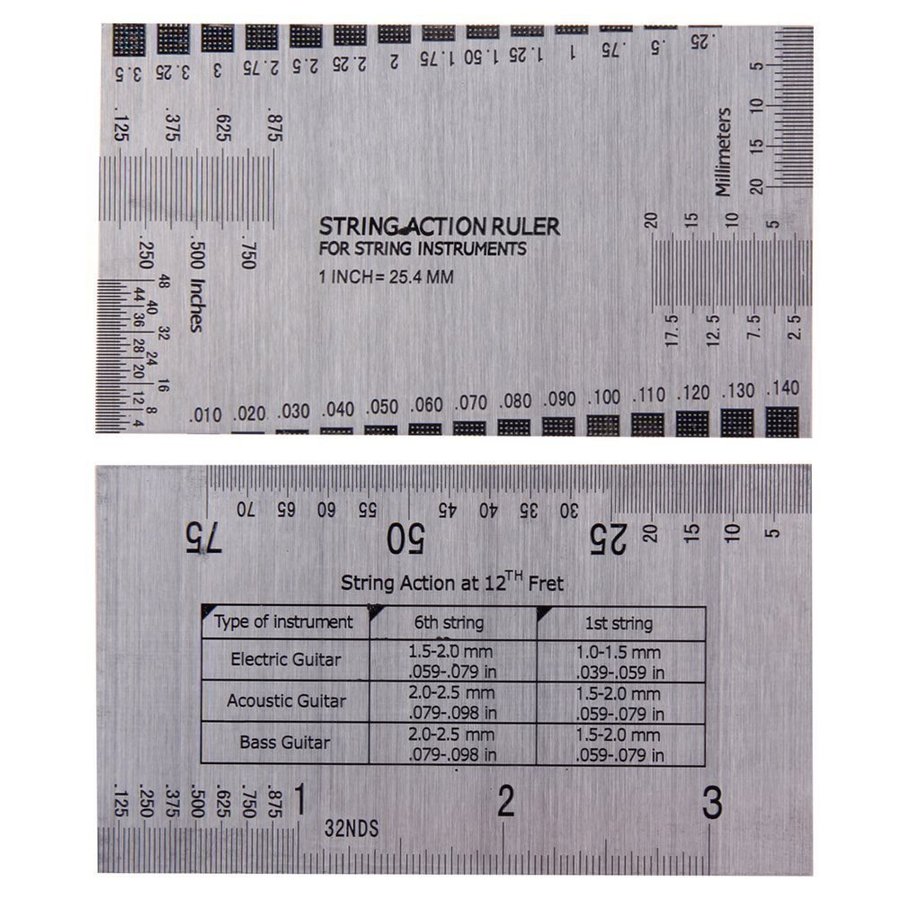 3.5 3.25 3 2.75 2.5 2.25 2 1.75 1.50 1.25 1 .75 .5 .25
.125 .375 .625 .875
.250 .500 .750
Inches
48 44 40 36 32 28 24 20 16 12 8 4
STRING ACTION RULER
FOR STRING INSTRUMENTS
1 INCH= 25.4 MM
5 10 15 20
Millimeters
20 15 10 5
17.5 12.5 7.5 2.5
.010 .020 .030 .040 .050 .060 .070 .080 .090 .100 .110 .120 .130 .140
70 65 60 55 45 40 35 30 20 15 10 5
75 50 25
String Action at 12TH Fret
Type of instrument 6th string 1st string
Electric Guitar 1.5-2.0 mm 1.0-1.5 mm
.059-.079 in .039-.059 in
Acoustic Guitar 2.0-2.5 mm 1.5-2.0 mm
.079-.098 in .059-.079 in
Bass Guitar 2.0-2.5 mm 1.5-2.0 mm
.079-.098 in .059-.079 in
.125 .250 .375 .500 .625 .750 .875 1 2 3
32NDS